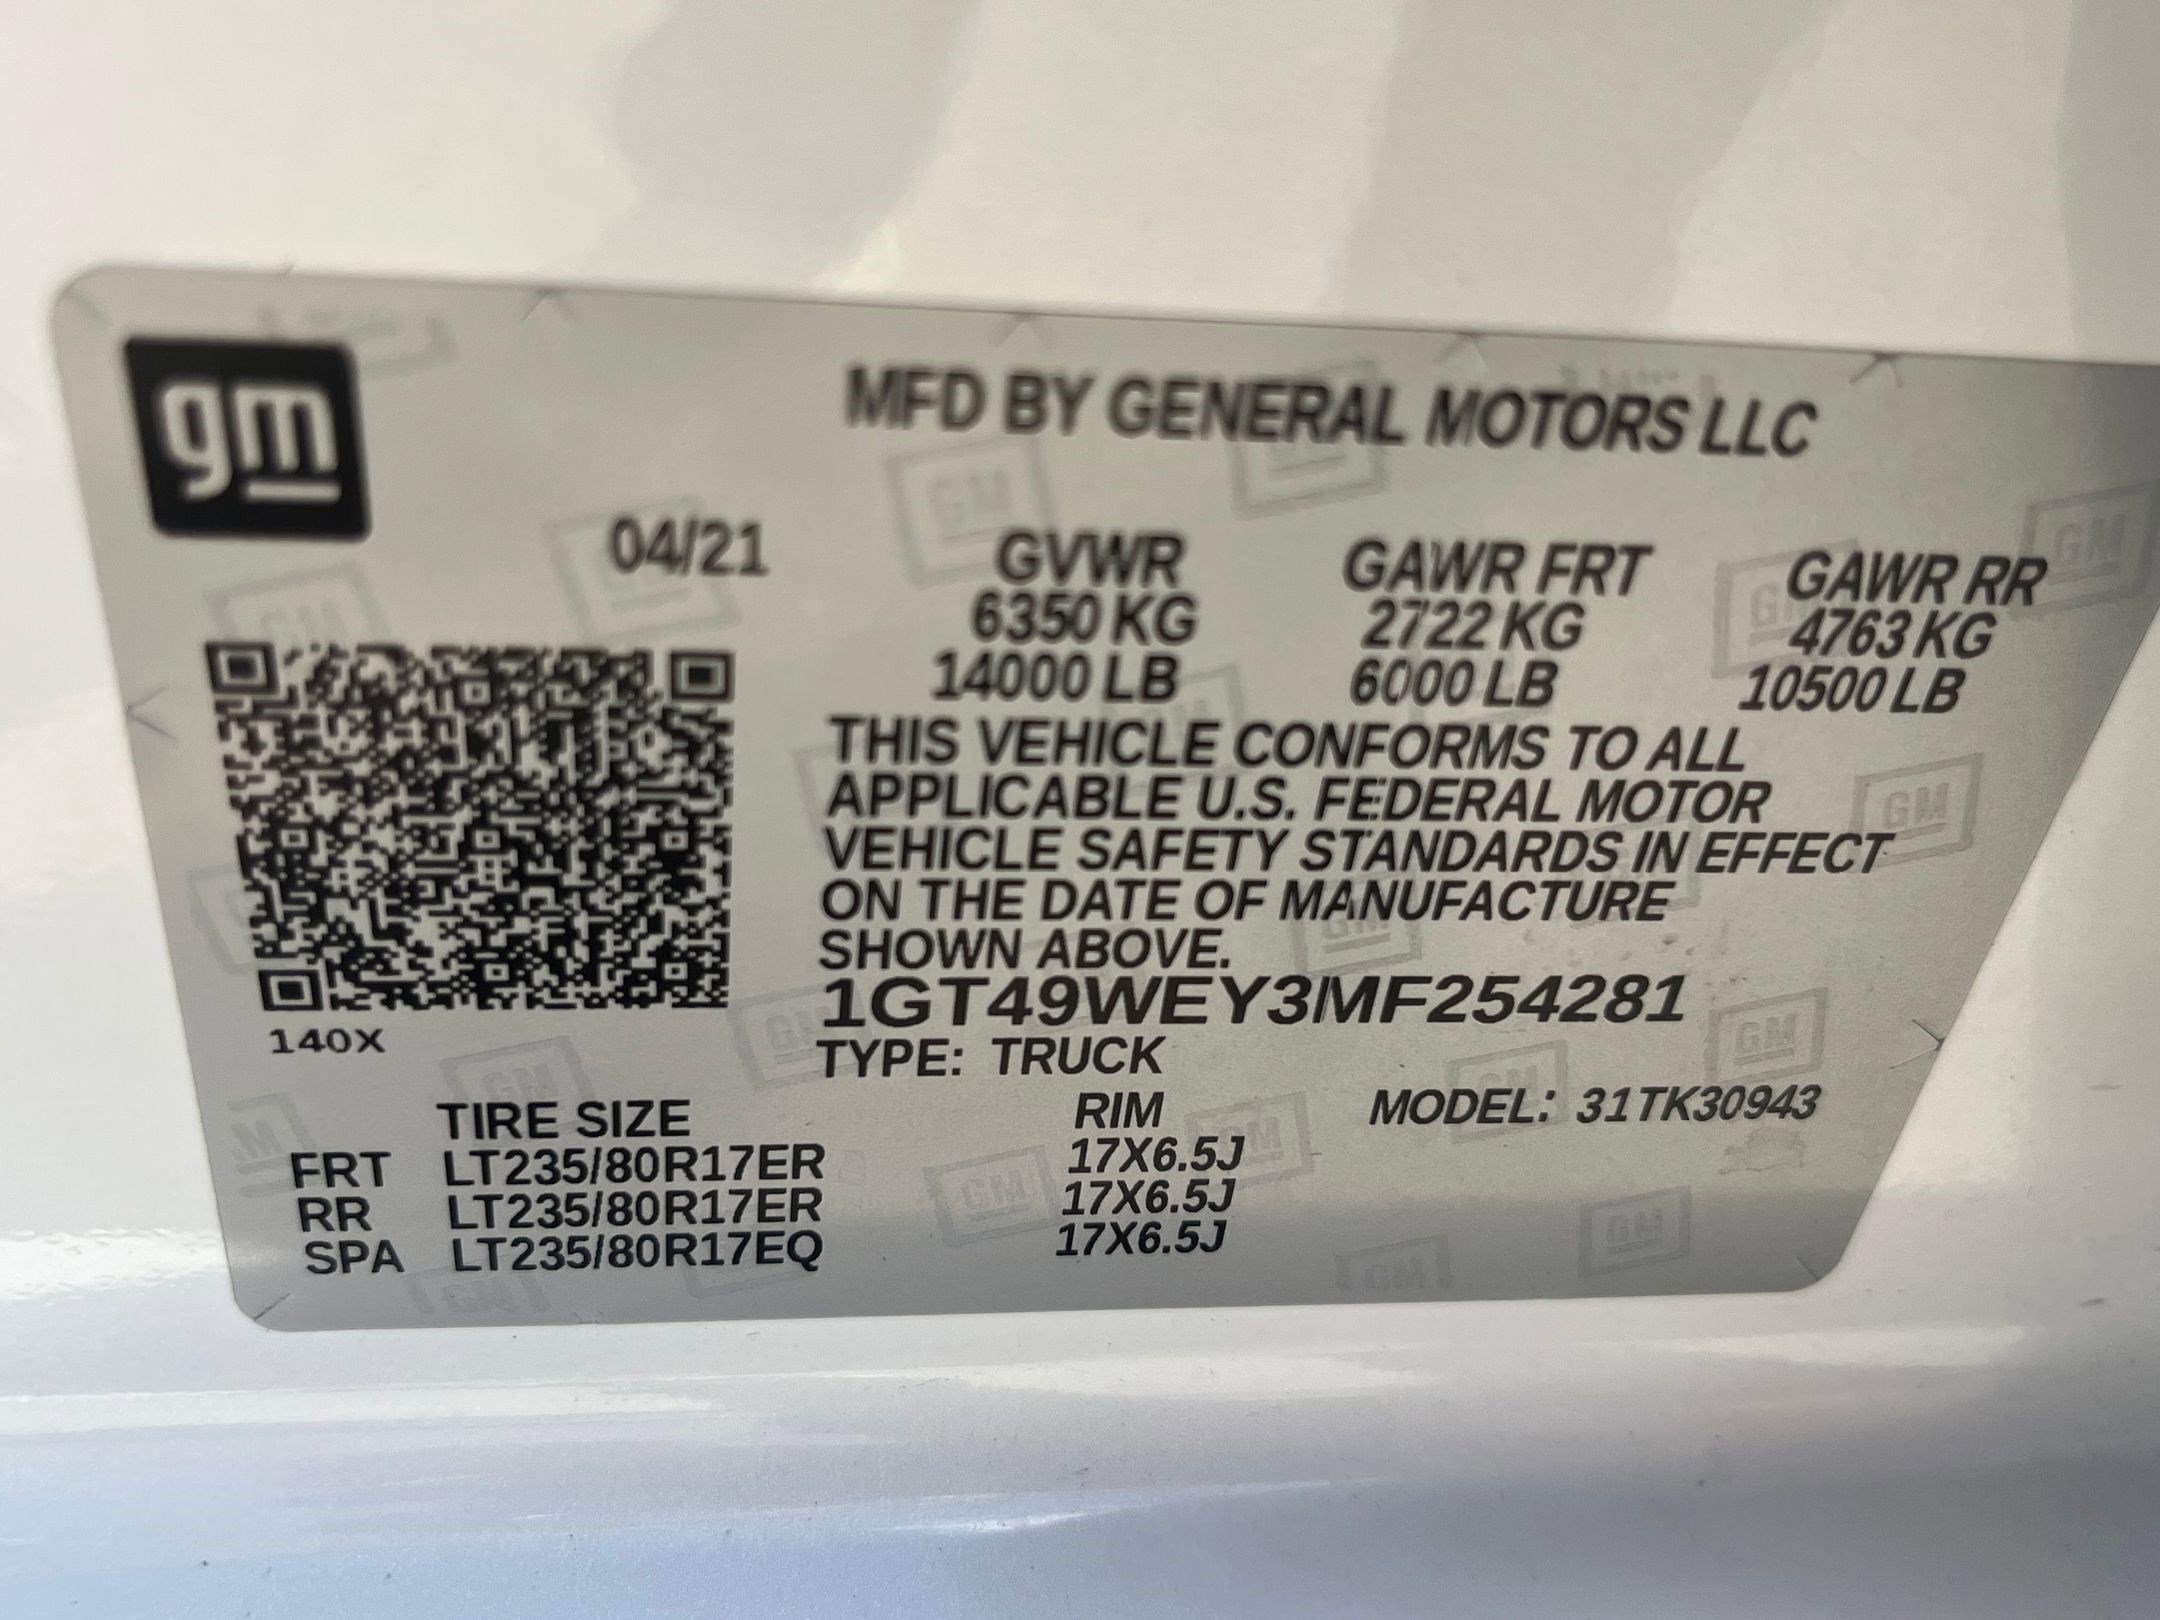 gm
MFD BY GENERAL MOTORS LLC
04/21
GVWR GAWR FRT GAWR RR
6350 KG 2722 KG 4763 KG
14000 LB 6000 LB 10500 LB
THIS VEHICLE CONFORMS TO ALL
APPLICABLE U.S. FEDERAL MOTOR
VEHICLE SAFETY STANDARDS IN EFFECT
ON THE DATE OF MANUFACTURE
SHOWN ABOVE.
1GT49WEY3MF254281
140X
TYPE: TRUCK
TIRE SIZE RIM MODEL: 31TK30943
FRT LT235/80R17ER 17X6.5J
RR LT235/80R17ER 17X6.5J
SPA LT235/80R17EQ 17X6.5J